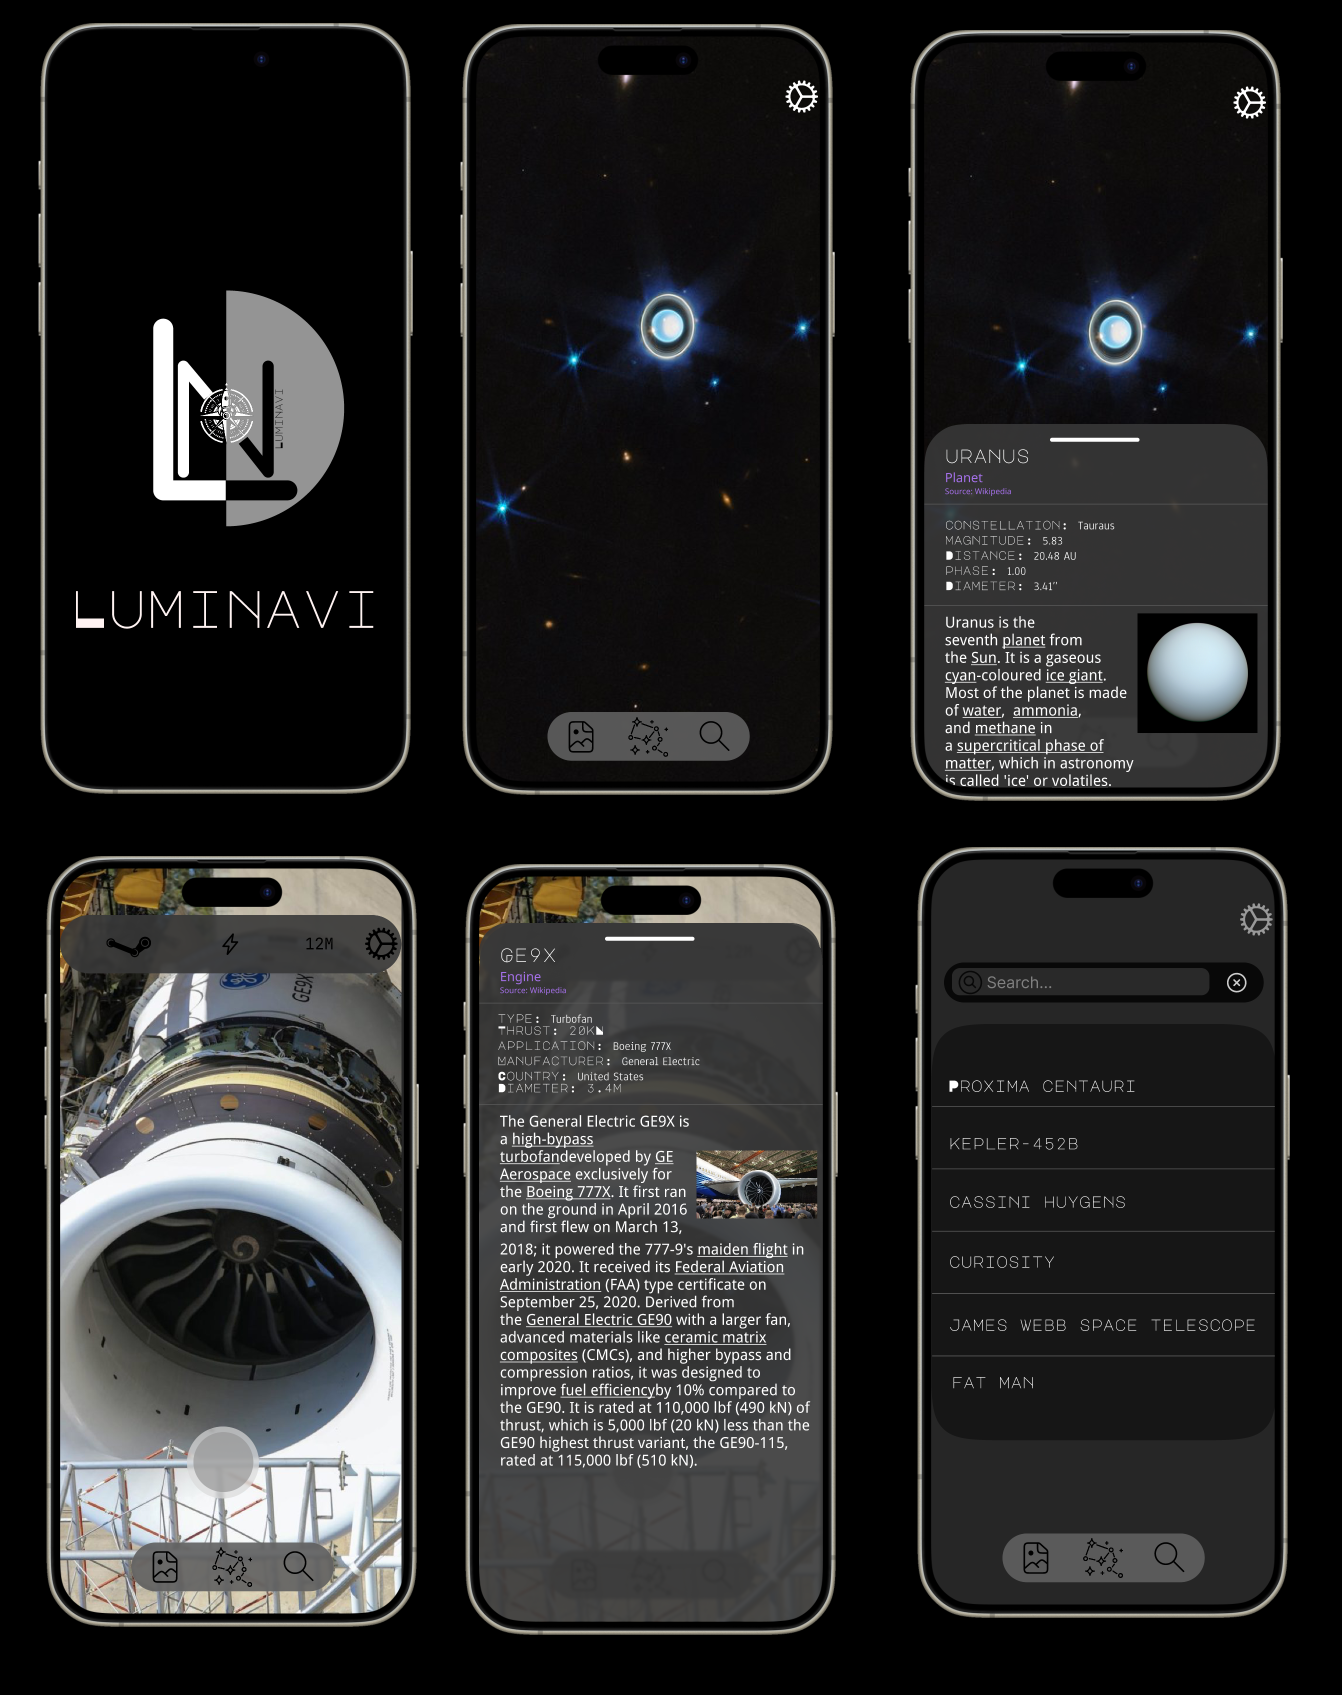 LUMINAVI
LUMINAVI
URANUS
Planet
Source: Wikipedia
CONSTELLATION: Tauraus
MAGNITUDE: 5.83
DISTANCE: 20.48 AU
PHASE: 1.00
DIAMETER: 3.41''
Uranus is the
seventh planet from
the Sun. It is a gaseous
cyan-coloured ice giant.
Most of the planet is made
of water, ammonia,
and methane in
a supercritical phase of
matter, which in astronomy
is called 'ice' or volatiles.
12M
GE9X
GE9X
Engine
Source: Wikipedia
TYPE: Turbofan
THRUST: 20KN
APPLICATION: Boeing 777X
MANUFACTURER: General Electric
COUNTRY: United States
DIAMETER: 3.4M
The General Electric GE9X is
a high-bypass
turbofandeveloped by GE
Aerospace exclusively for
the Boeing 777X. It first ran
on the ground in April 2016
and first flew on March 13,
2018; it powered the 777-9's maiden flight in
early 2020. It received its Federal Aviation
Administration (FAA) type certificate on
September 25, 2020. Derived from
the General Electric GE90 with a larger fan,
advanced materials like ceramic matrix
composites (CMCs), and higher bypass and
compression ratios, it was designed to
improve fuel efficiencyby 10% compared to
the GE90. It is rated at 110,000 lbf (490 kN) of
thrust, which is 5,000 lbf (20 kN) less than the
GE90 highest thrust variant, the GE90-115,
rated at 115,000 lbf (510 kN).
Search...
PROXIMA CENTAURI
KEPLER-452B
CASSINI HUYGENS
CURIOSITY
JAMES WEBB SPACE TELESCOPE
FAT MAN